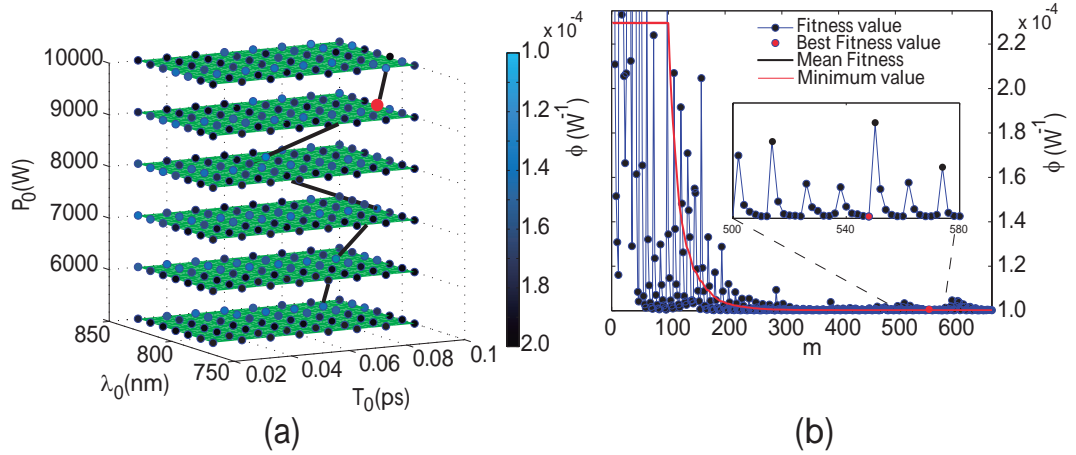 x 10⁻⁴
10000
9000
8000
7000
6000
P₀(W)
850
800
750
λ₀(nm)
0.02
0.04
0.06
0.08
0.1
T₀(ps)
1.0
1.2
1.4
1.6
1.8
2.0
(a)
x 10⁻⁴
Fitness value
Best Fitness value
Mean Fitness
Minimum value
ϕ (W⁻¹)
2.2
2.0
1.8
1.6
1.4
1.2
1.0
ϕ (W⁻¹)
500
540
580
0
100
200
300
400
500
600
m
(b)